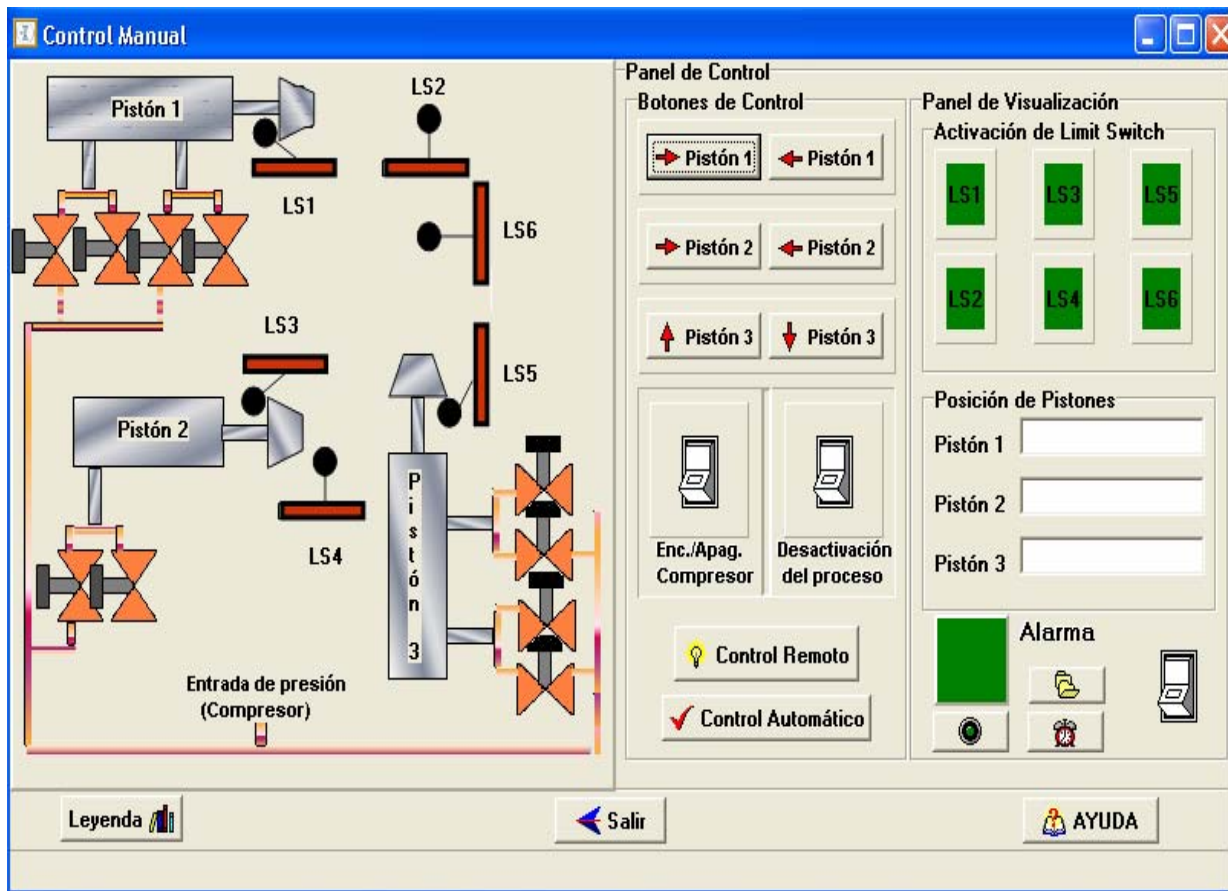 Control Manual
Pistón 1
LS2
LS1
LS6
LS3
LS5
Pistón 2
LS4
Pistón 3
Entrada de presión
(Compresor)
Panel de Control
Botones de Control
Pistón 1
Pistón 1
Pistón 2
Pistón 2
Pistón 3
Pistón 3
Enc./Apag.
Compresor
Desactivación
del proceso
Control Remoto
Control Automático
Panel de Visualización
Activación de Limit Switch
LS1
LS3
LS5
LS2
LS4
LS6
Posición de Pistones
Pistón 1
Pistón 2
Pistón 3
Alarma
Leyenda
Salir
AYUDA